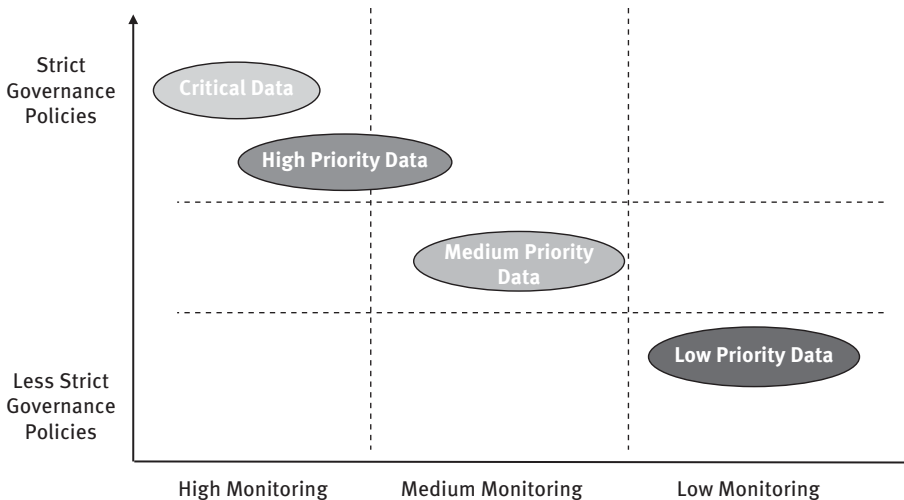 Strict
Governance
Policies
Critical Data
High Priority Data
Medium Priority
Data
Low Priority Data
Less Strict
Governance
Policies
High Monitoring
Medium Monitoring
Low Monitoring